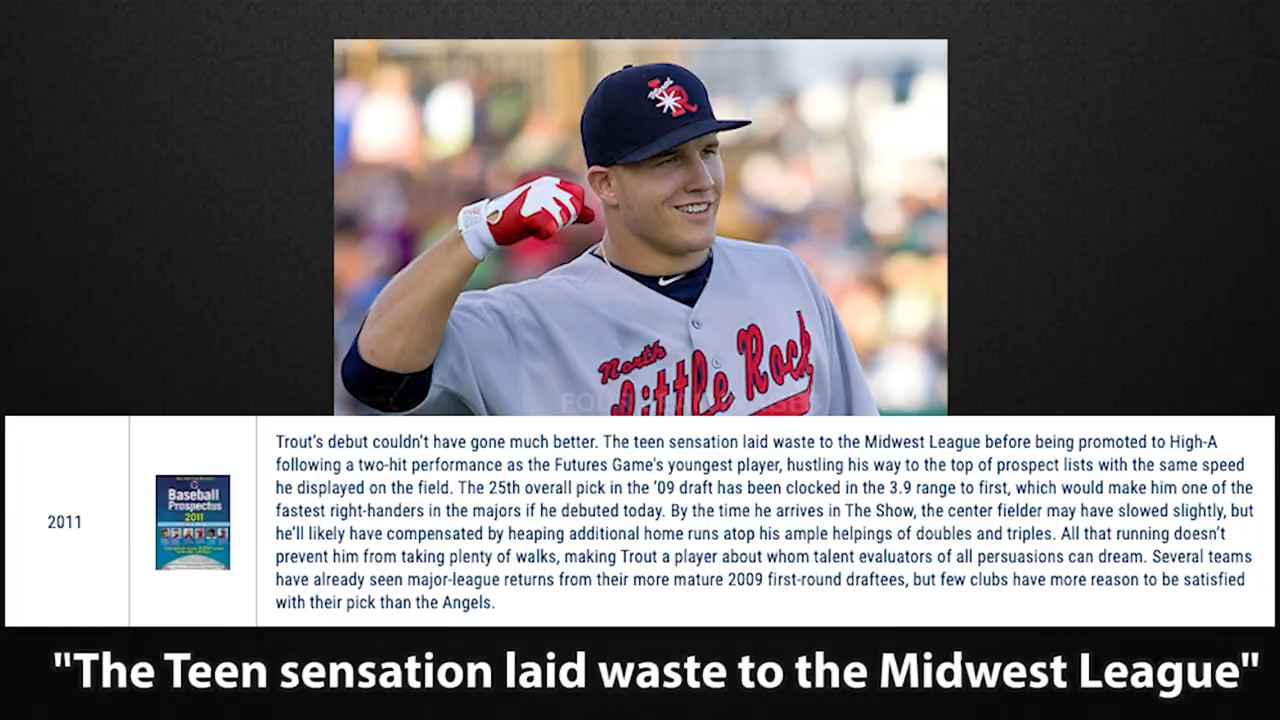 North
Little Rock
Trout's debut couldn't have gone much better. The teen sensation laid waste to the Midwest League before being promoted to High-A
following a two-hit performance as the Futures Game's youngest player, hustling his way to the top of prospect lists with the same speed
he displayed on the field. The 25th overall pick in the '09 draft has been clocked in the 3.9 range to first, which would make him one of the
fastest right-handers in the majors if he debuted today. By the time he arrives in The Show, the center fielder may have slowed slightly, but
he'll likely have compensated by heaping additional home runs atop his ample helpings of doubles and triples. All that running doesn't
prevent him from taking plenty of walks, making Trout a player about whom talent evaluators of all persuasions can dream. Several teams
have already seen major-league returns from their more mature 2009 first-round draftees, but few clubs have more reason to be satisfied
with their pick than the Angels.
2011
Baseball
Prospectus
2011
"The Teen sensation laid waste to the Midwest League"